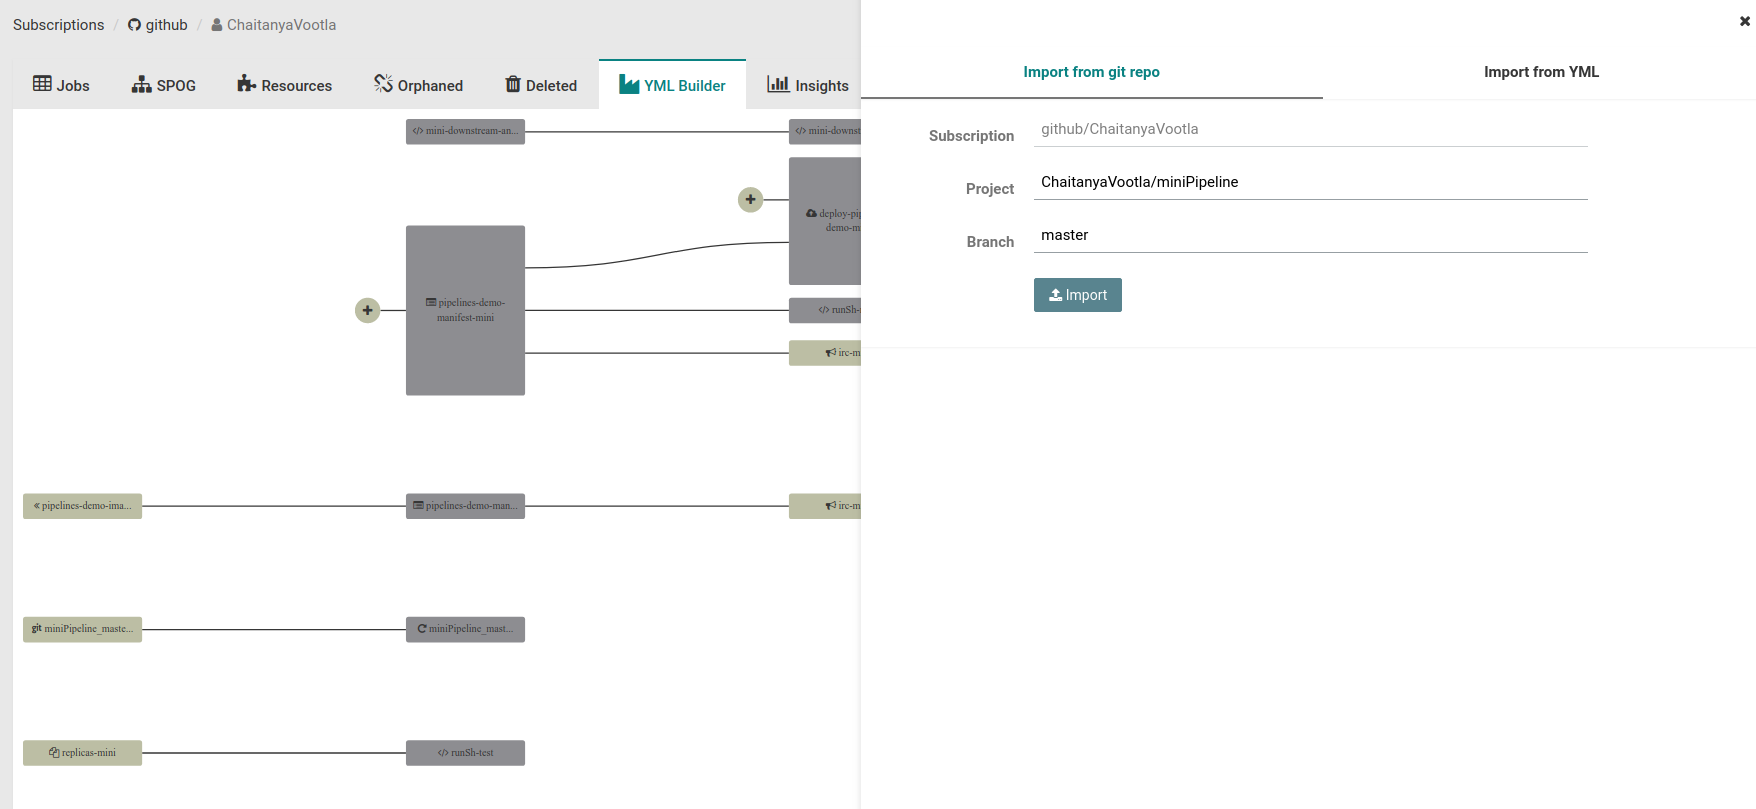 Subscriptions / github / ChaitanyaVootla
Jobs SPOG Resources Orphaned Deleted YML Builder Insights
Import from git repo Import from YML
Subscription github/ChaitanyaVootla
Project ChaitanyaVootla/miniPipeline
Branch master
Import
mini-downstream-an... mini-downst
deploy-pip
demo-m
pipelines-demo-
manifest-mini
runSh-
irc-m
pipelines-demo-ima... pipelines-demo-man... irc-m
git miniPipeline_maste... miniPipeline_mast...
replicas-mini runSh-test